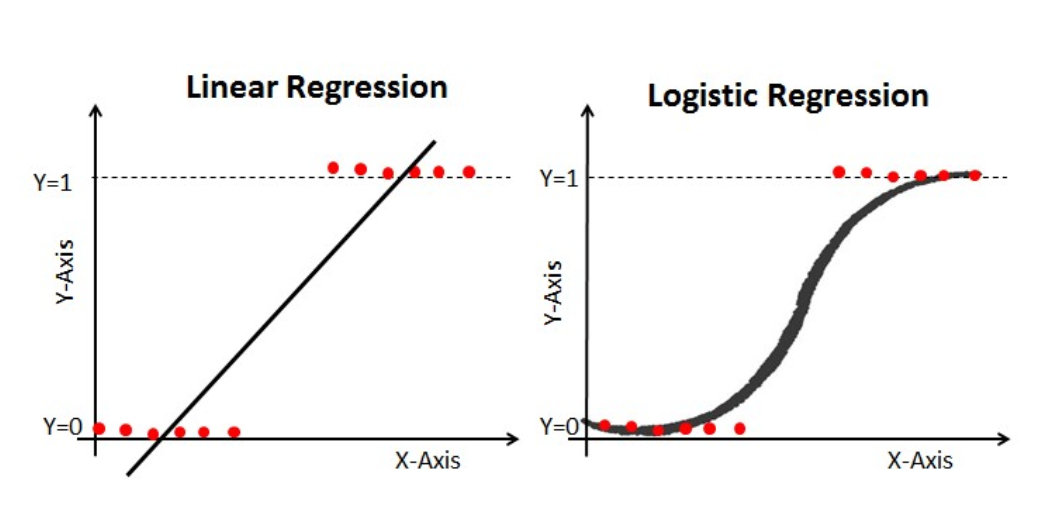 Linear Regression
Y=1
Y-Axis
Y=0
X-Axis
Logistic Regression
Y=1
Y-Axis
Y=0
X-Axis